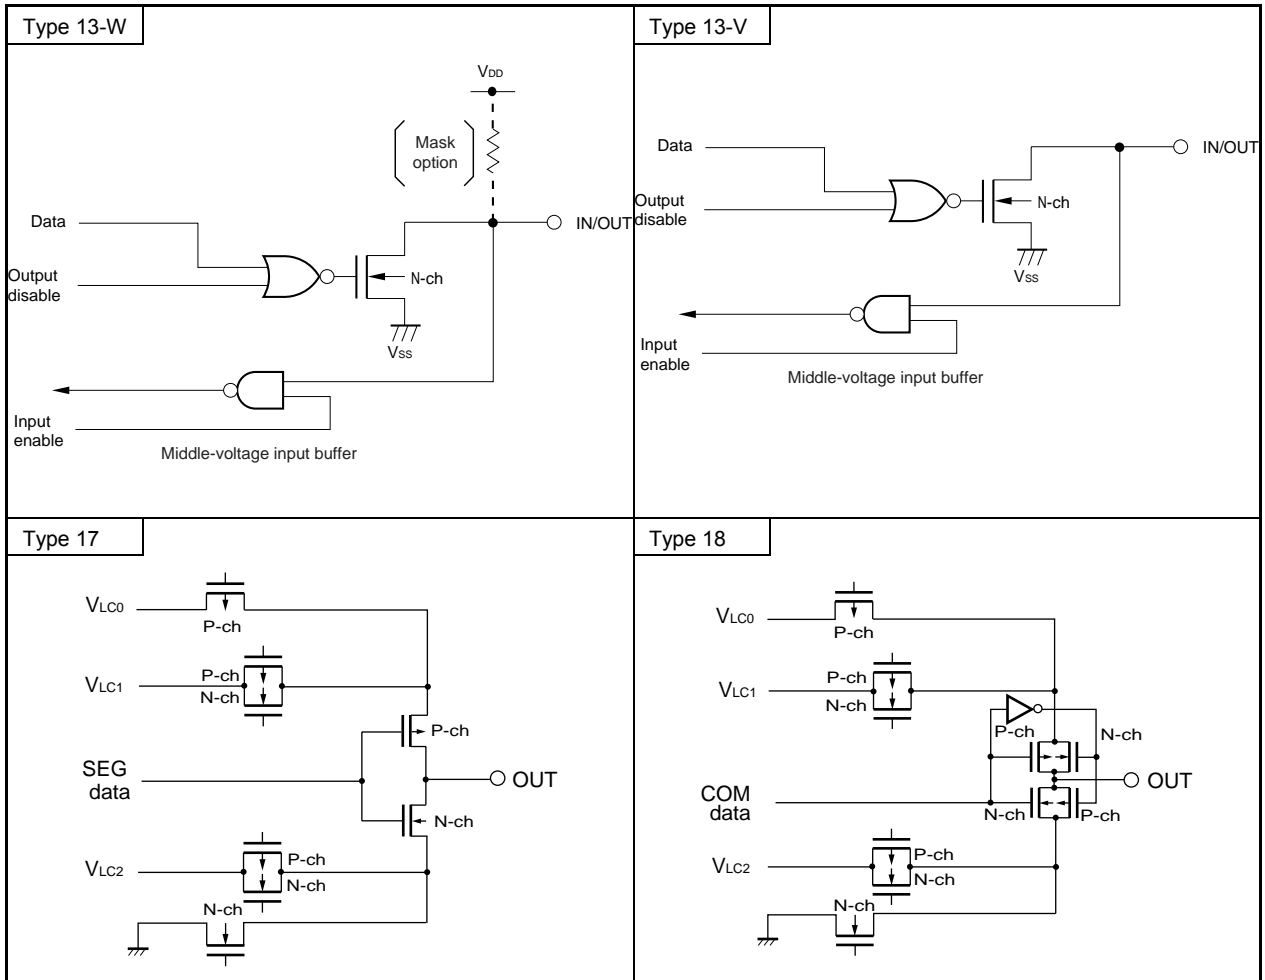 Type 13-W
VDD
Mask
option
Data
IN/OUT
Output
disable
N-ch
VSS
Input
enable
Middle-voltage input buffer
Type 13-V
Data
IN/OUT
Output
disable
N-ch
VSS
Input
enable
Middle-voltage input buffer
Type 17
VLC0
P-ch
VLC1
P-ch
N-ch
P-ch
SEG
data
OUT
N-ch
VLC2
P-ch
N-ch
N-ch
Type 18
VLC0
P-ch
VLC1
P-ch
N-ch
P-ch
N-ch
COM
data
OUT
N-ch
P-ch
VLC2
P-ch
N-ch
N-ch